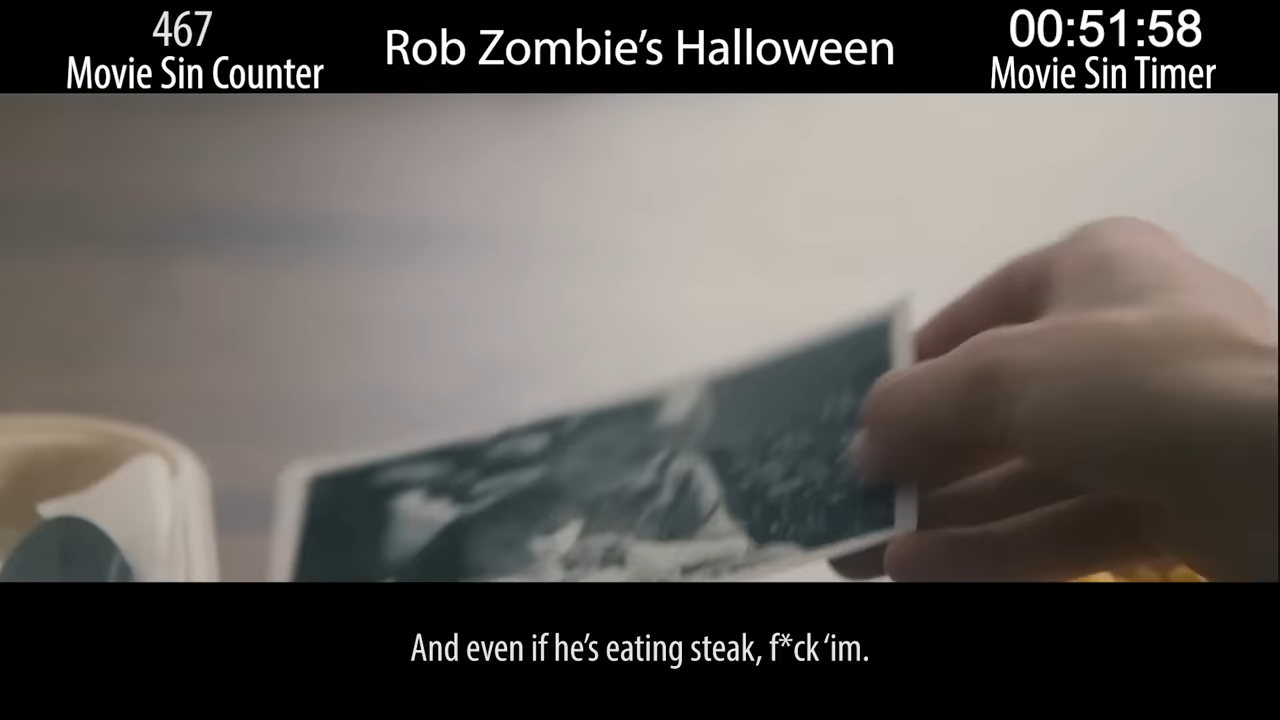 467
Movie Sin Counter
Rob Zombie's Halloween
00:51:58
Movie Sin Timer
And even if he's eating steak, f*ck ‘im.